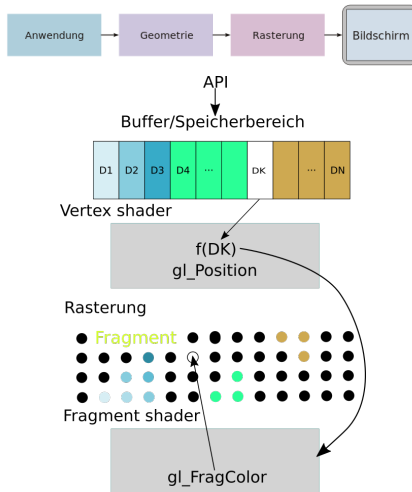 Anwendung Geometrie Rasterung Bildschirm
API
Buffer/Speicherbereich
D1 D2 D3 D4 ... DK ... DN
Vertex shader
f(DK)
gl_Position
Rasterung
Fragment
Fragment shader
gl_FragColor